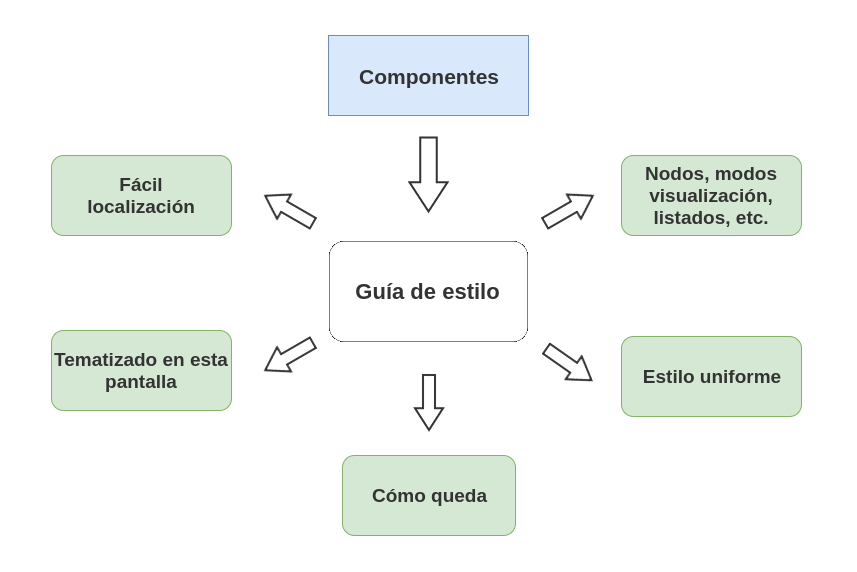 Componentes
Fácil
localización
Nodos, modos
visualización,
listados, etc.
Guía de estilo
Tematizado en esta
pantalla
Estilo uniforme
Cómo queda